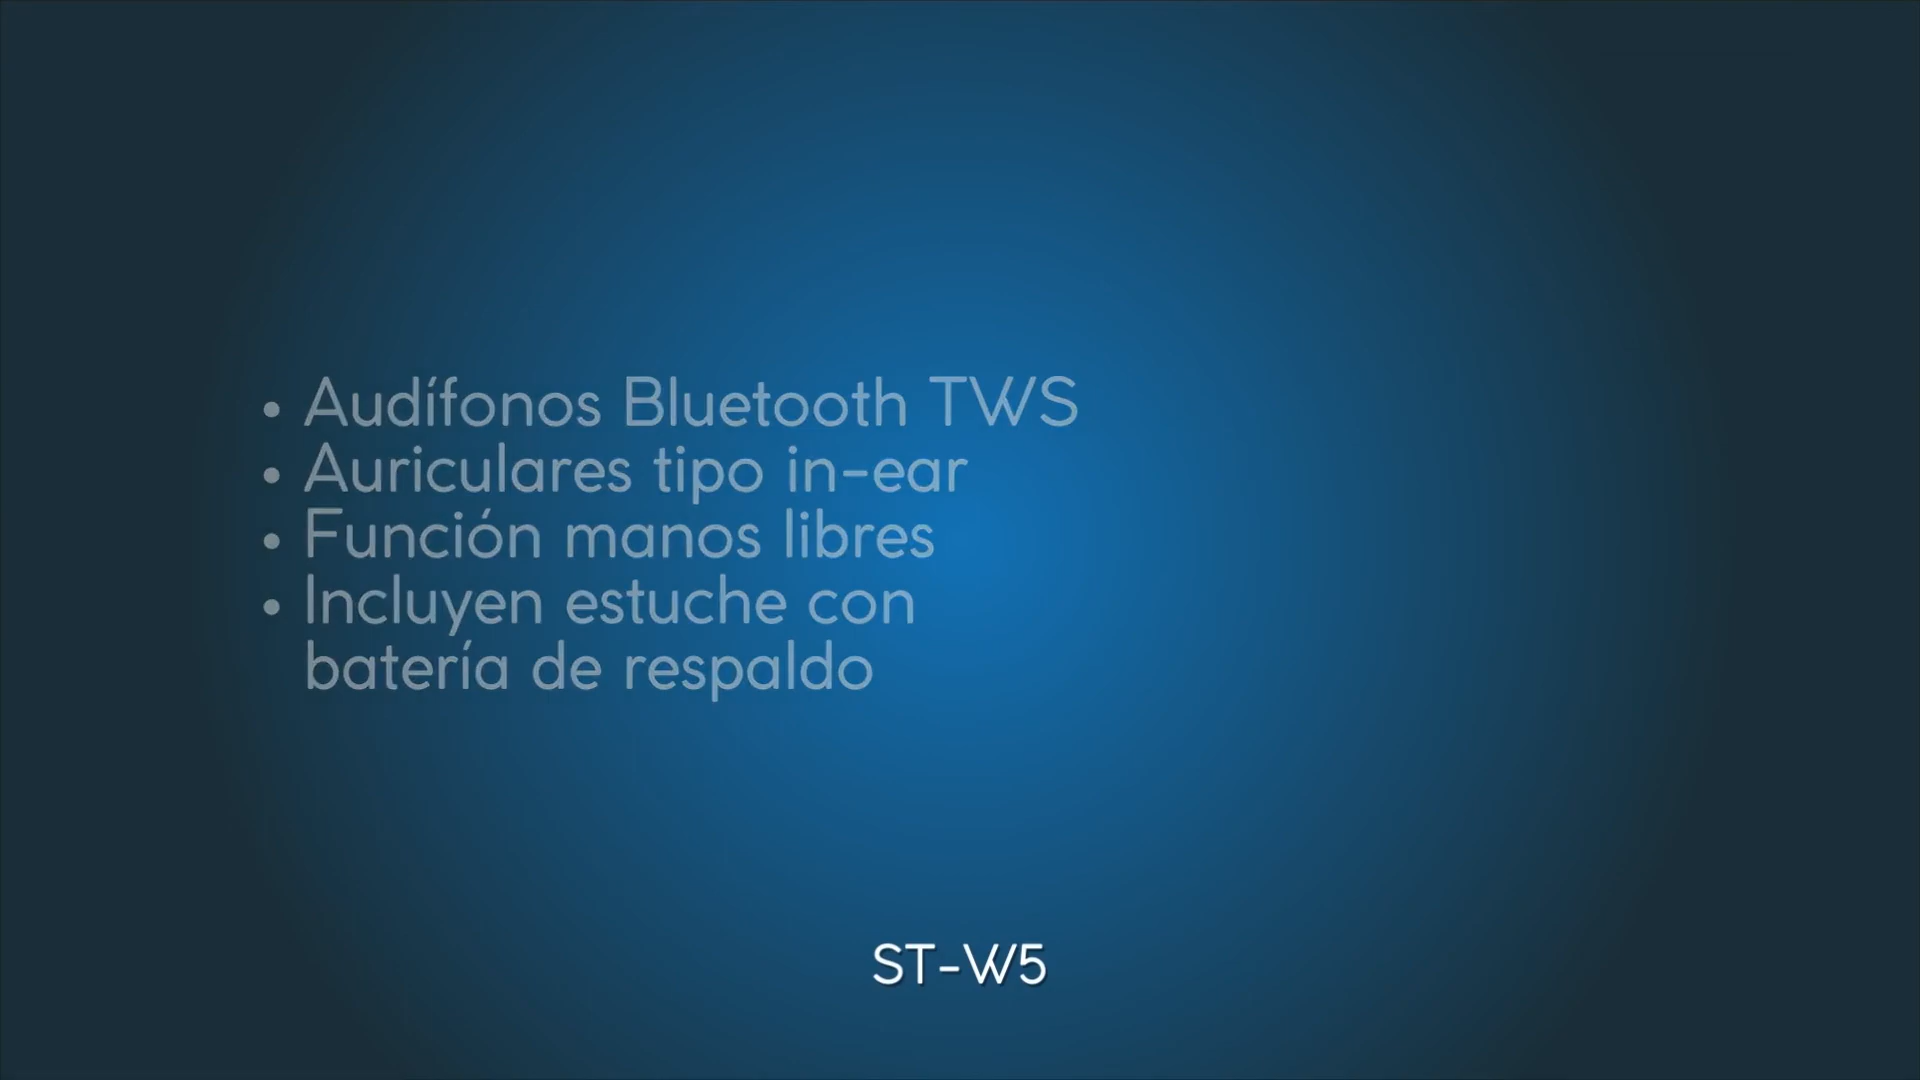 • Audífonos Bluetooth TWS
• Auriculares tipo in-ear
• Función manos libres
• Incluyen estuche con
batería de respaldo
ST-W5